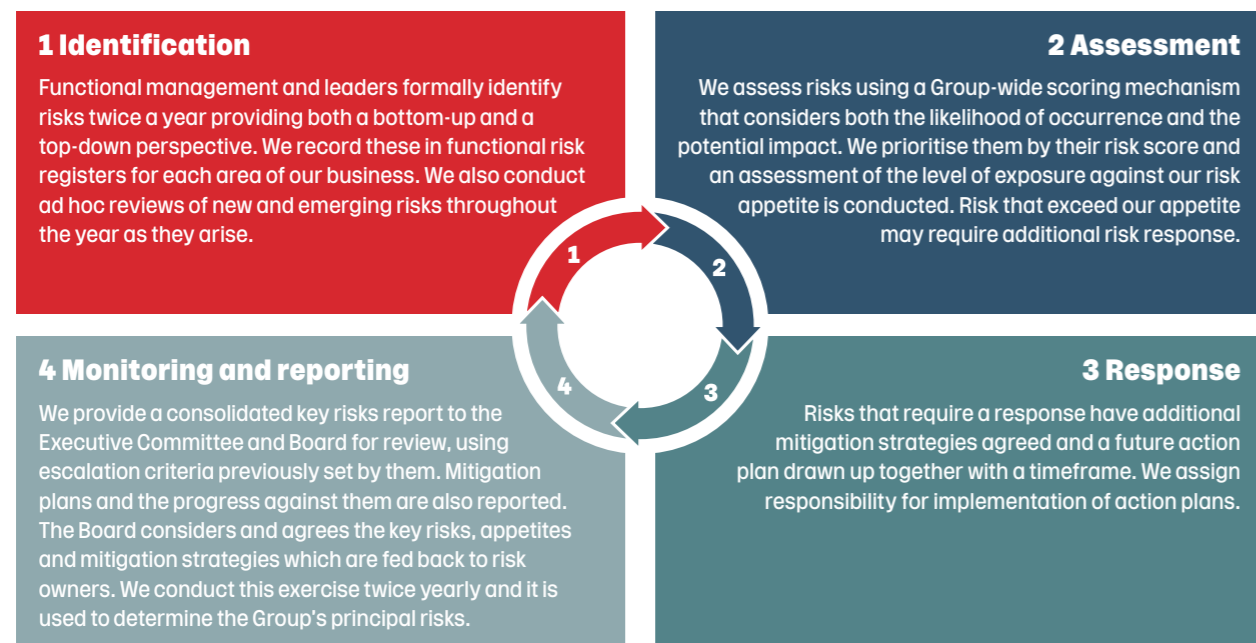 1 Identification
Functional management and leaders formally identify
risks twice a year providing both a bottom-up and a
top-down perspective. We record these in functional risk
registers for each area of our business. We also conduct
ad hoc reviews of new and emerging risks throughout
the year as they arise.
2 Assessment
We assess risks using a Group-wide scoring mechanism
that considers both the likelihood of occurrence and the
potential impact. We prioritise them by their risk score and
an assessment of the level of exposure against our risk
appetite is conducted. Risk that exceed our appetite
may require additional risk response.
1
2
3
4
3 Response
Risks that require a response have additional
mitigation strategies agreed and a future action
plan drawn up together with a timeframe. We assign
responsibility for implementation of action plans.
4 Monitoring and reporting
We provide a consolidated key risks report to the
Executive Committee and Board for review, using
escalation criteria previously set by them. Mitigation
plans and the progress against them are also reported.
The Board considers and agrees the key risks, appetites
and mitigation strategies which are fed back to risk
owners. We conduct this exercise twice yearly and it is
used to determine the Group's principal risks.